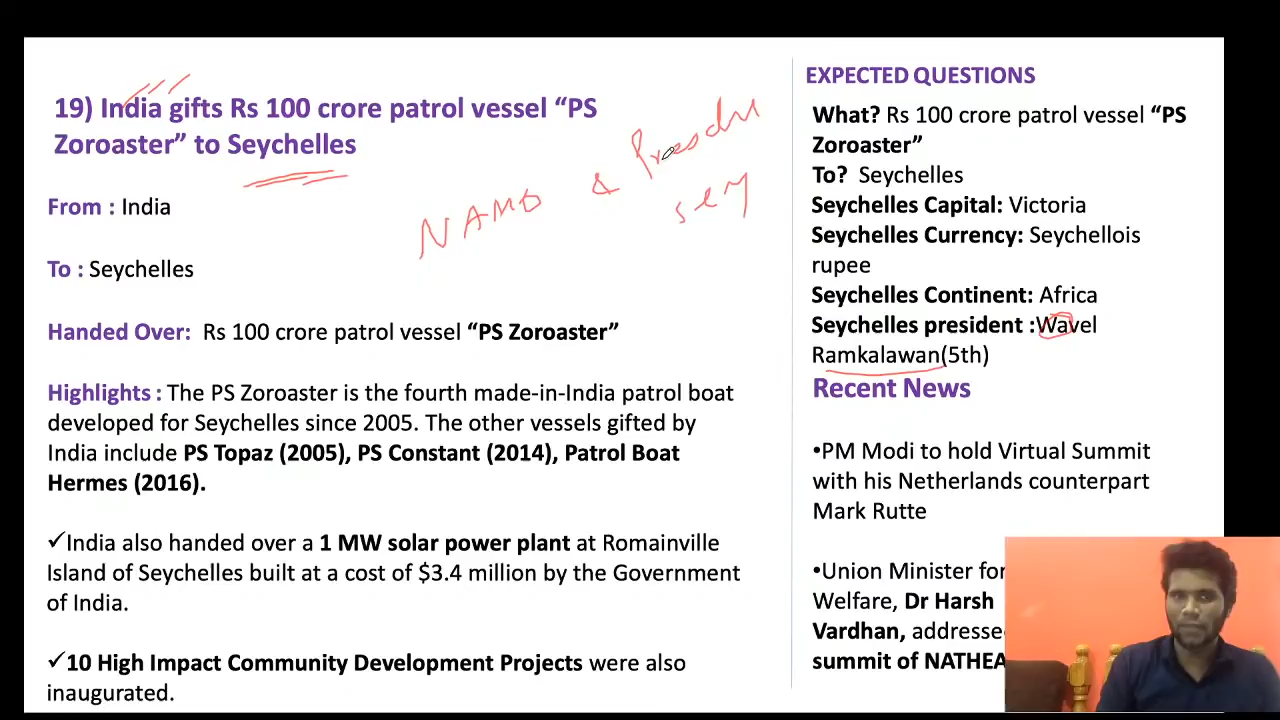 19) India gifts Rs 100 crore patrol vessel “PS
Zoroaster” to Seychelles
NAMO & Presdu
sey
From : India
To : Seychelles
Handed Over: Rs 100 crore patrol vessel “PS Zoroaster”
Highlights : The PS Zoroaster is the fourth made-in-India patrol boat
developed for Seychelles since 2005. The other vessels gifted by
India include PS Topaz (2005), PS Constant (2014), Patrol Boat
Hermes (2016).
✓India also handed over a 1 MW solar power plant at Romainville
Island of Seychelles built at a cost of $3.4 million by the Government
of India.
✓10 High Impact Community Development Projects were also
inaugurated.
EXPECTED QUESTIONS
What? Rs 100 crore patrol vessel “PS
Zoroaster”
To? Seychelles
Seychelles Capital: Victoria
Seychelles Currency: Seychellois
rupee
Seychelles Continent: Africa
Seychelles president :Wavel
Ramkalawan(5th)
Recent News
•PM Modi to hold Virtual Summit
with his Netherlands counterpart
Mark Rutte
•Union Minister for
Welfare, Dr Harsh
Vardhan, addresse
summit of NATHEA